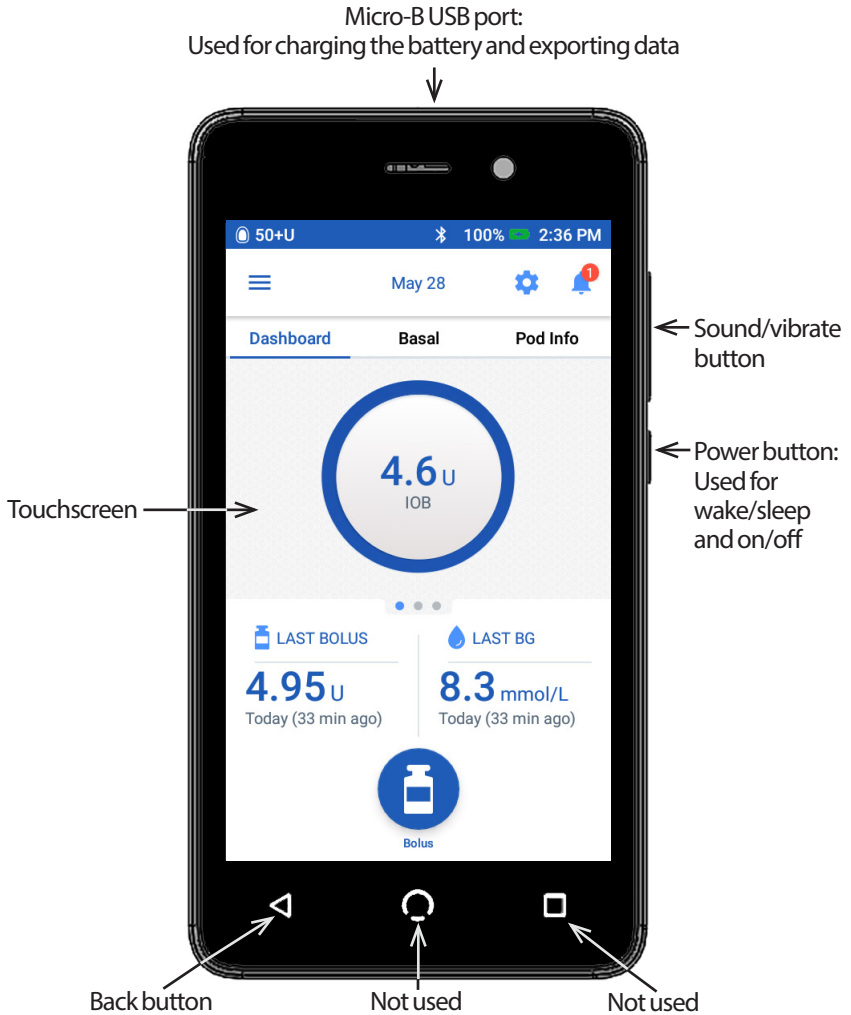 Micro-B USB port:
Used for charging the battery and exporting data
50+U 100% 2:36 PM
May 28 1
Dashboard Basal Pod Info
Sound/vibrate
button
4.6 U
IOB
Power button:
Used for
wake/sleep
and on/off
Touchscreen
LAST BOLUS LAST BG
4.95 U 8.3 mmol/L
Today (33 min ago) Today (33 min ago)
Bolus
Back button Not used Not used